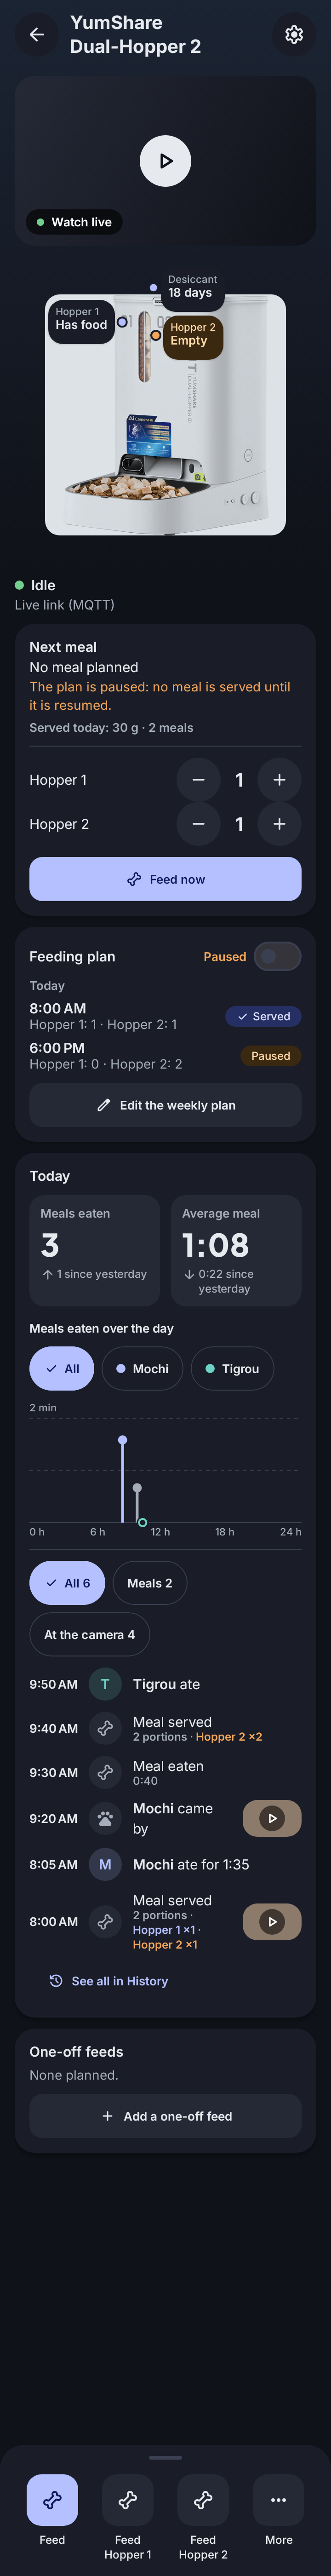 YumShare
Dual-Hopper 2
Watch live
Desiccant
18 days
Hopper 1
Has food
Hopper 2
Empty
Idle
Live link (MQTT)
Next meal
No meal planned
The plan is paused: no meal is served until
it is resumed.
Served today: 30 g · 2 meals
Hopper 1
1
Hopper 2
1
Feed now
Feeding plan
Paused
Today
8:00 AM
Hopper 1: 1 · Hopper 2: 1
Served
6:00 PM
Hopper 1: 0 · Hopper 2: 2
Paused
Edit the weekly plan
Today
Meals eaten
3
1 since yesterday
Average meal
1:08
0:22 since
yesterday
Meals eaten over the day
All
Mochi
Tigrou
2 min
0 h 6 h 12 h 18 h 24 h
All 6
Meals 2
At the camera 4
9:50 AM
T
Tigrou ate
9:40 AM
Meal served
2 portions · Hopper 2 ×2
9:30 AM
Meal eaten
0:40
9:20 AM
Mochi came
by
8:05 AM
M
Mochi ate for 1:35
8:00 AM
Meal served
2 portions ·
Hopper 1 ×1 ·
Hopper 2 ×1
See all in History
One-off feeds
None planned.
Add a one-off feed
Feed
Feed
Hopper 1
Feed
Hopper 2
More